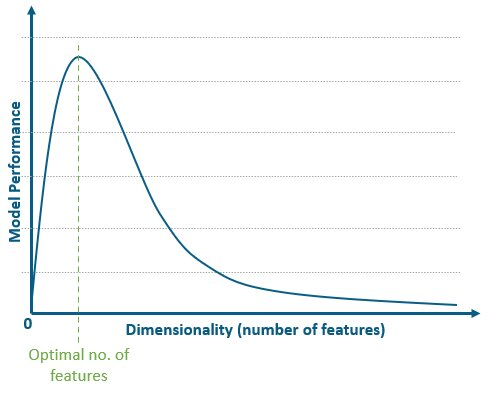 Model Performance
0
Dimensionality (number of features)
Optimal no. of
features